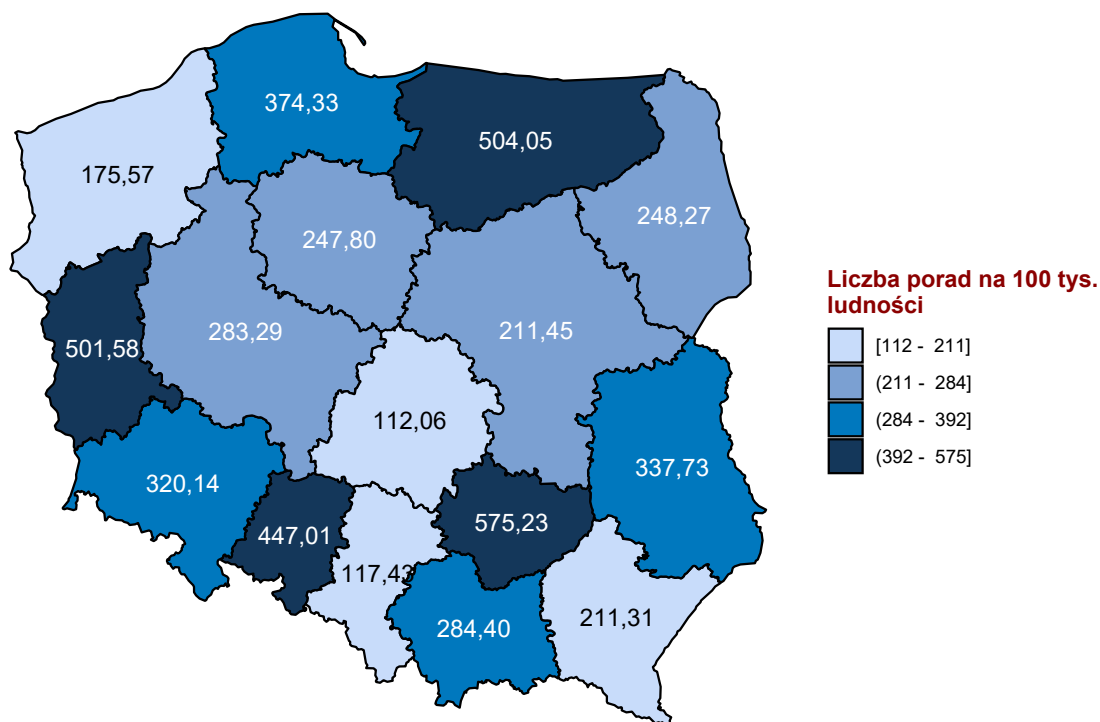 374,33
504,05
175,57
248,27
247,80
283,29
211,45
501,58
112,06
337,73
320,14
447,01
575,23
117,43
284,40
211,31
Liczba porad na 100 tys.
ludności
[112 - 211]
(211 - 284]
(284 - 392]
(392 - 575]